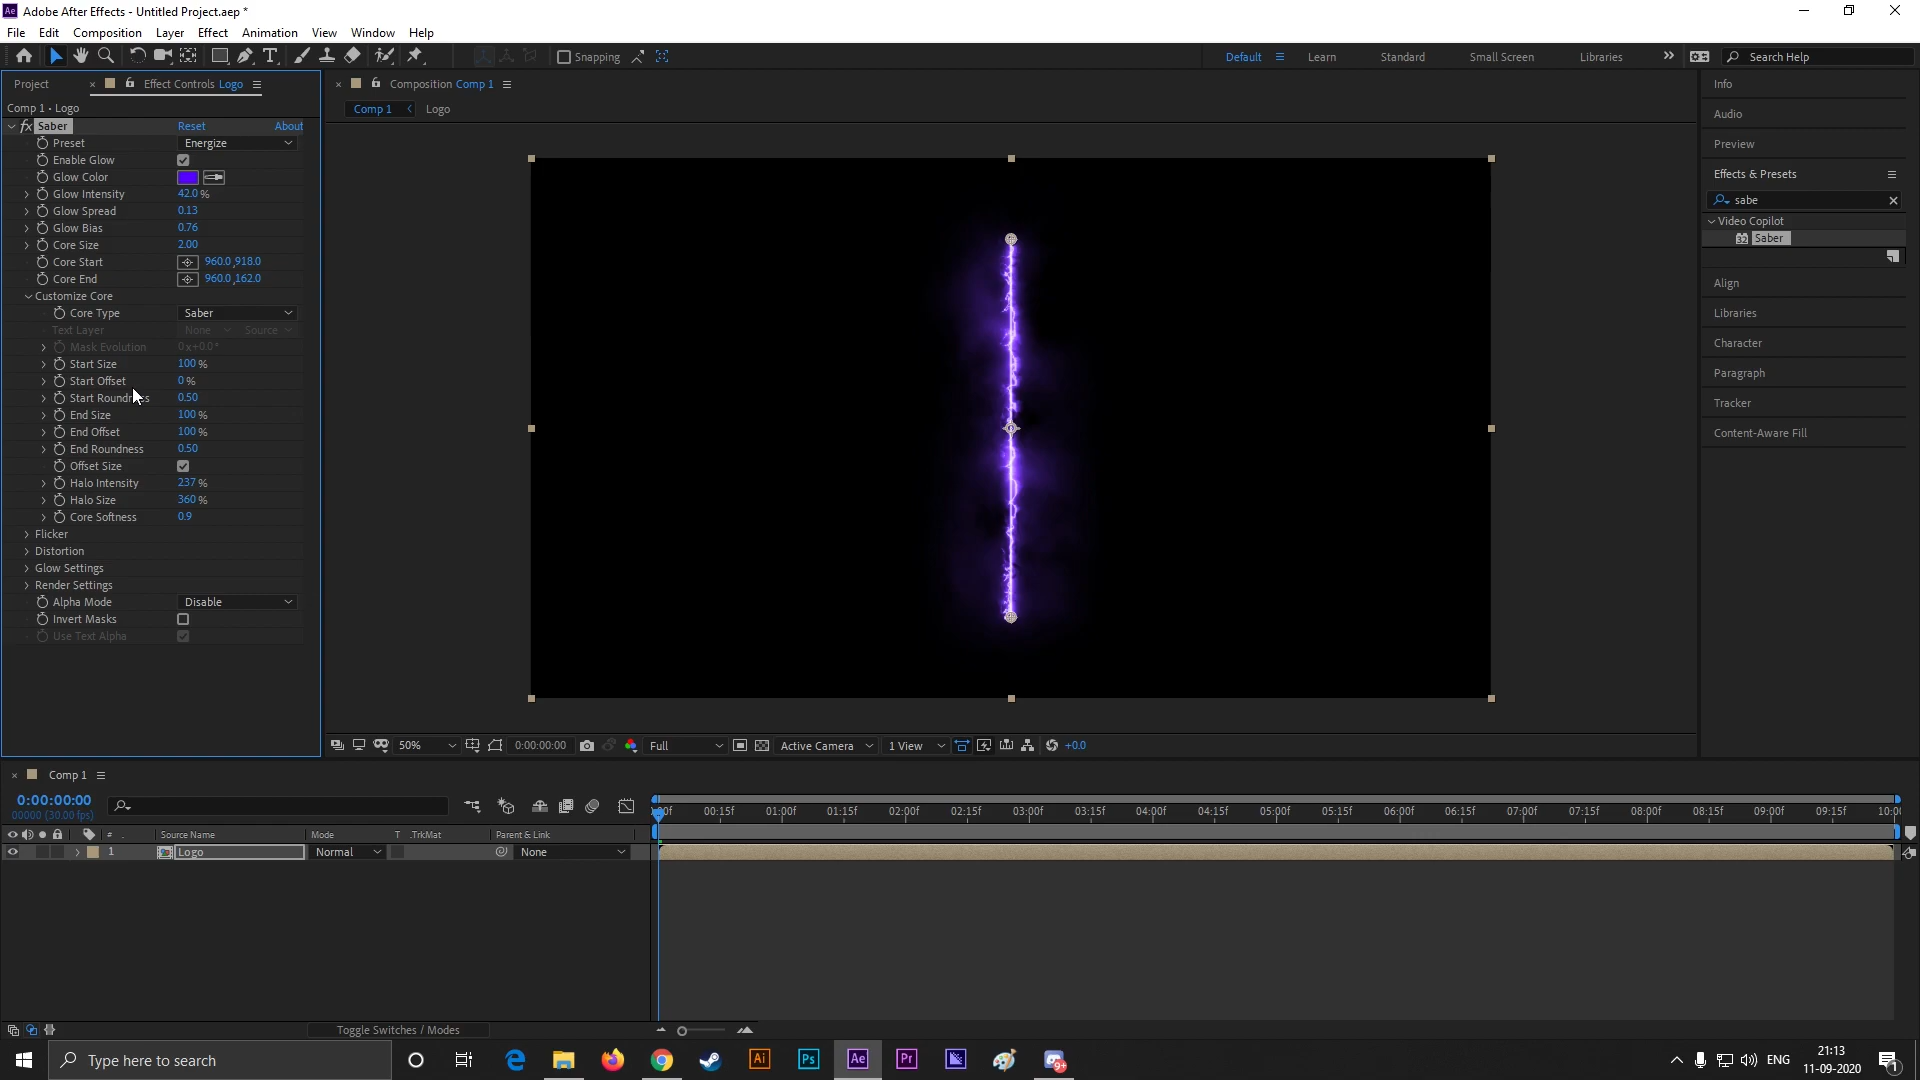 Adobe After Effects - Untitled Project.aep *
File Edit Composition Layer Effect Animation View Window Help
Snapping
Default Learn Standard Small Screen Libraries Search Help
Project Effect Controls Logo
Composition Comp 1
Comp 1 • Logo
Comp 1 Logo
Saber Reset About
Preset Energize
Enable Glow
Glow Color
Glow Intensity 42.0 %
Glow Spread 0.13
Glow Bias 0.76
Core Size 2.00
Core Start 960.0,918.0
Core End 960.0,162.0
Customize Core
Core Type Saber
Text Layer None Source
Mask Evolution 0x+0.0°
Start Size 100 %
Start Offset 0 %
Start Roundness 0.50
End Size 100 %
End Offset 100 %
End Roundness 0.50
Offset Size
Halo Intensity 237 %
Halo Size 360 %
Core Softness 0.9
Flicker
Distortion
Glow Settings
Render Settings
Alpha Mode Disable
Invert Masks
Use Text Alpha
50% 0:00:00:00 Full Active Camera 1 View +0.0
Info
Audio
Preview
Effects & Presets
sabe
Video Copilot
32 Saber
Align
Libraries
Character
Paragraph
Tracker
Content-Aware Fill
Comp 1
0:00:00:00
00000 (30.00 fps)
00f 00:15f 01:00f 01:15f 02:00f 02:15f 03:00f 03:15f 04:00f 04:15f 05:00f 05:15f 06:00f 06:15f 07:00f 07:15f 08:00f 08:15f 09:00f 09:15f 10:0
# Source Name Mode T .TrkMat Parent & Link
1 Logo Normal None
Toggle Switches / Modes
Type here to search
Ai Ps Ae Pr 9+
ENG
21:13
11-09-2020
1